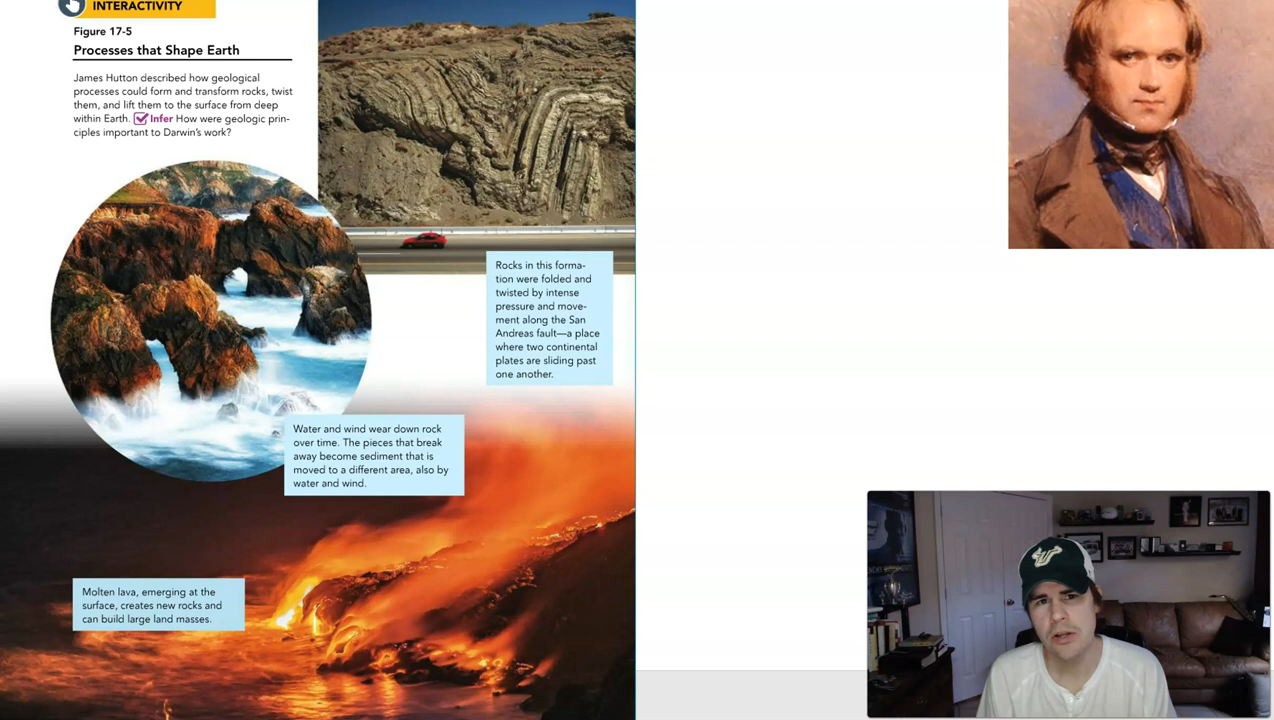 INTERACTIVITY
Figure 17-5
Processes that Shape Earth
James Hutton described how geological
processes could form and transform rocks, twist
them, and lift them to the surface from deep
within Earth. Infer How were geologic prin-
ciples important to Darwin's work?
Rocks in this forma-
tion were folded and
twisted by intense
pressure and move-
ment along the San
Andreas fault—a place
where two continental
plates are sliding past
one another.
Water and wind wear down rock
over time. The pieces that break
away become sediment that is
moved to a different area, also by
water and wind.
Molten lava, emerging at the
surface, creates new rocks and
can build large land masses.